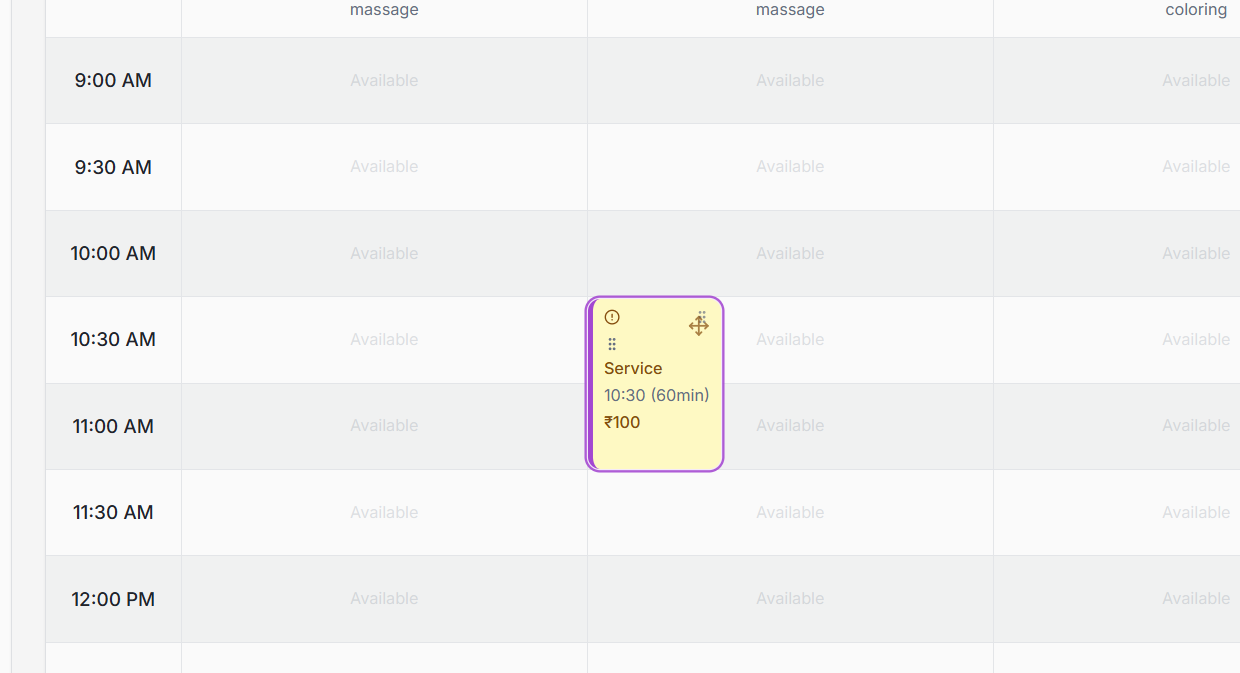 massage massage coloring
9:00 AM Available Available Available
9:30 AM Available Available Available
10:00 AM Available Available Available
10:30 AM Available Available Available
Service
10:30 (60min)
₹100
11:00 AM Available Available Available
11:30 AM Available Available Available
12:00 PM Available Available Available